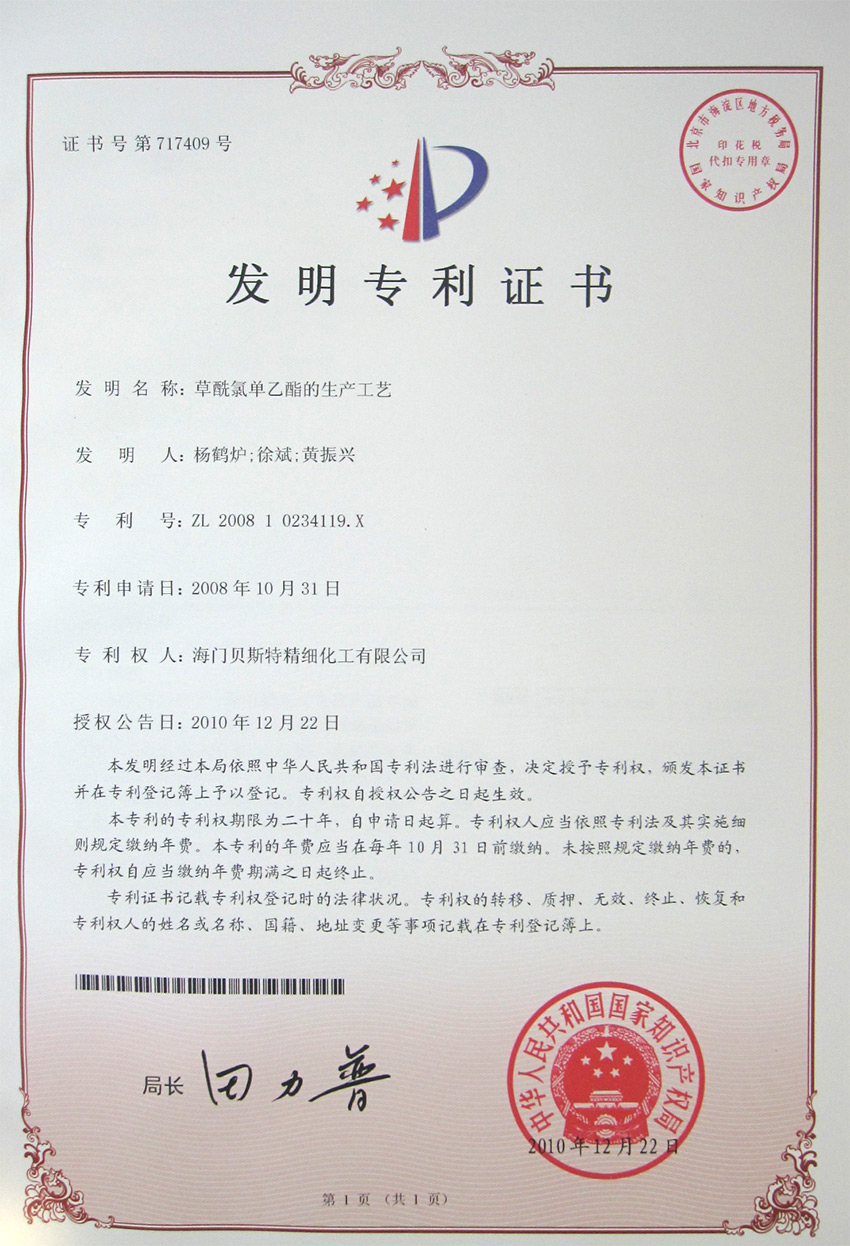 证书号第717409号
北京市海淀区地方税务局
印花税
代扣专用章
国家知识产权局
发明专利证书
发明名称：草酰氯单乙酯的生产工艺
发明人：杨鹤炉;徐斌;黄振兴
专利号：ZL 2008 1 0234119.X
专利申请日：2008年10月31日
专利权人：海门贝斯特精细化工有限公司
授权公告日：2010年12月22日
本发明经过本局依照中华人民共和国专利法进行审查，决定授予专利权，颁发本证书
并在专利登记簿上予以登记。专利权自授权公告之日起生效。
本专利的专利权期限为二十年，自申请日起算。专利权人应当依照专利法及其实施细
则规定缴纳年费。本专利的年费应当在每年10月31日前缴纳。未按照规定缴纳年费的，
专利权自应当缴纳年费期满之日起终止。
专利证书记载专利权登记时的法律状况。专利权的转移、质押、无效、终止、恢复和
专利权人的姓名或名称、国籍、地址变更等事项记载在专利登记簿上。
局长 田力普
中华人民共和国国家知识产权局
2010年12月22日
第1页（共1页）